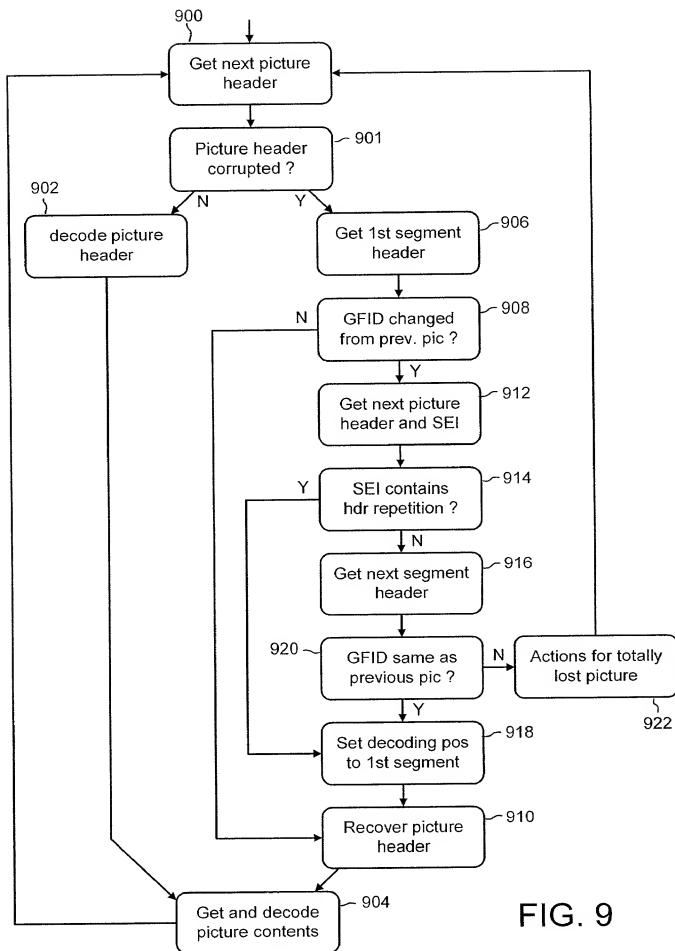 900
Get next picture
header
901
Picture header
corrupted ?
N
Y
902
decode picture
header
906
Get 1st segment
header
908
N
GFID changed
from prev. pic ?
Y
912
Get next picture
header and SEI
914
Y
SEI contains
hdr repetition ?
N
916
Get next segment
header
920
GFID same as
previous pic ?
N
Actions for totally
lost picture
922
Y
918
Set decoding pos
to 1st segment
910
Recover picture
header
904
Get and decode
picture contents
FIG. 9